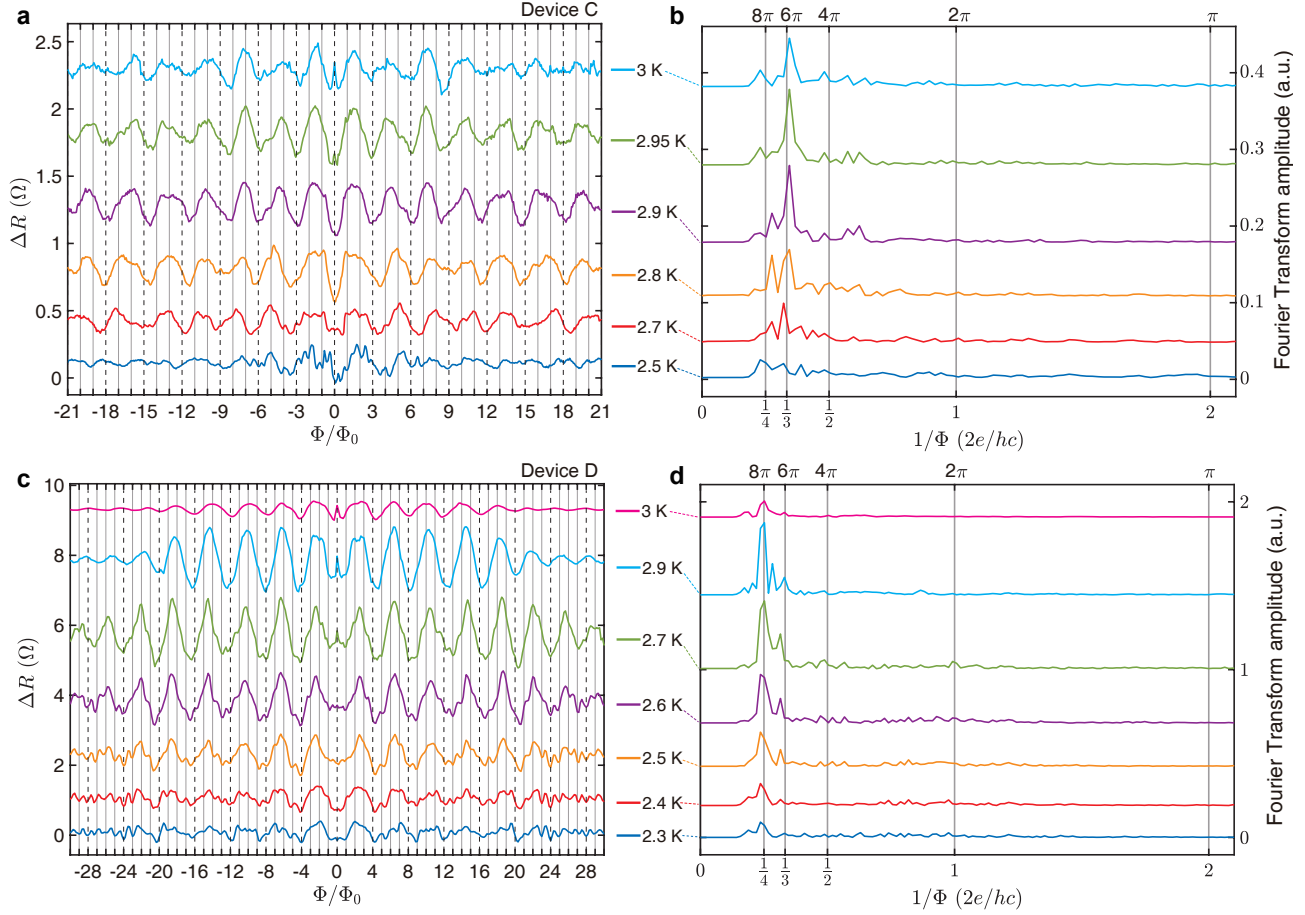 a
Device C
ΔR (Ω)
2.5
2
1.5
1
0.5
0
-21 -18 -15 -12 -9 -6 -3 0 3 6 9 12 15 18 21
Φ/Φ₀
3 K
2.95 K
2.9 K
2.8 K
2.7 K
2.5 K
b
8π 6π 4π 2π π
0.4
0.3
0.2
0.1
0
Fourier Transform amplitude (a.u.)
0 1/4 1/3 1/2 1 2
1/Φ (2e/hc)
c
Device D
ΔR (Ω)
10
8
6
4
2
0
-28 -24 -20 -16 -12 -8 -4 0 4 8 12 16 20 24 28
Φ/Φ₀
3 K
2.9 K
2.7 K
2.6 K
2.5 K
2.4 K
2.3 K
d
8π 6π 4π 2π π
2
1
0
Fourier Transform amplitude (a.u.)
0 1/4 1/3 1/2 1 2
1/Φ (2e/hc)